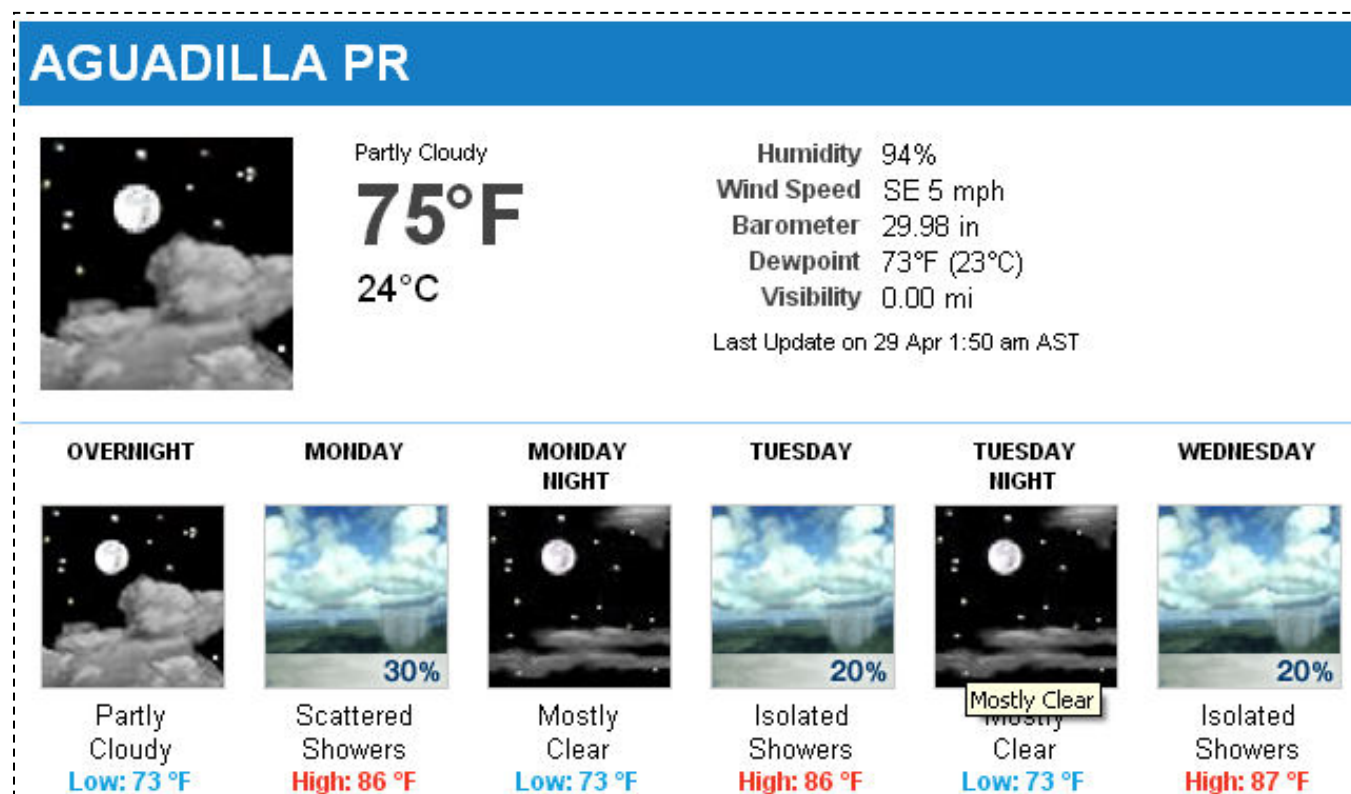 AGUADILLA PR
Partly Cloudy
75°F
24°C
Humidity 94%
Wind Speed SE 5 mph
Barometer 29.98 in
Dewpoint 73°F (23°C)
Visibility 0.00 mi
Last Update on 29 Apr 1:50 am AST
OVERNIGHT
Partly
Cloudy
Low: 73 °F
MONDAY
30%
Scattered
Showers
High: 86 °F
MONDAY
NIGHT
Mostly
Clear
Low: 73 °F
TUESDAY
20%
Isolated
Showers
High: 86 °F
TUESDAY
NIGHT
Mostly Clear
Mostly
Clear
Low: 73 °F
WEDNESDAY
20%
Isolated
Showers
High: 87 °F